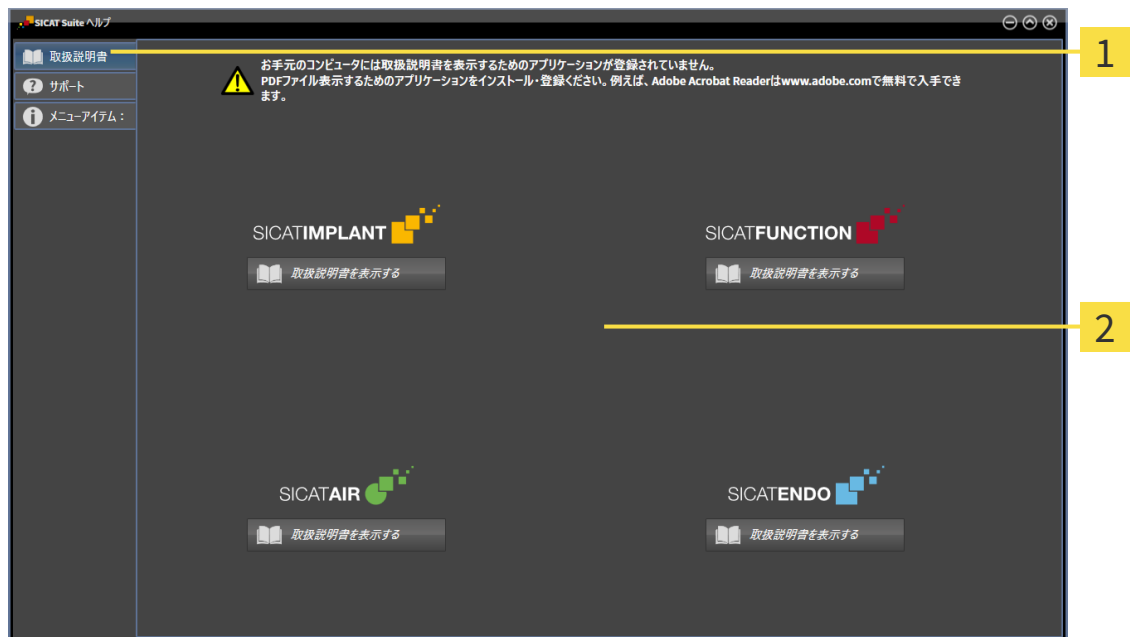 SICAT Suite ヘルプ
取扱説明書
サポート
メニューアイテム：
お手元のコンピュータには取扱説明書を表示するためのアプリケーションが登録されていません。
PDFファイル表示するためのアプリケーションをインストール・登録ください。例えば、Adobe Acrobat Readerはwww.adobe.comで無料で入手でき
ます。
1
SICATIMPLANT
SICATFUNCTION
取扱説明書を表示する
取扱説明書を表示する
2
SICATAIR
SICATENDO
取扱説明書を表示する
取扱説明書を表示する